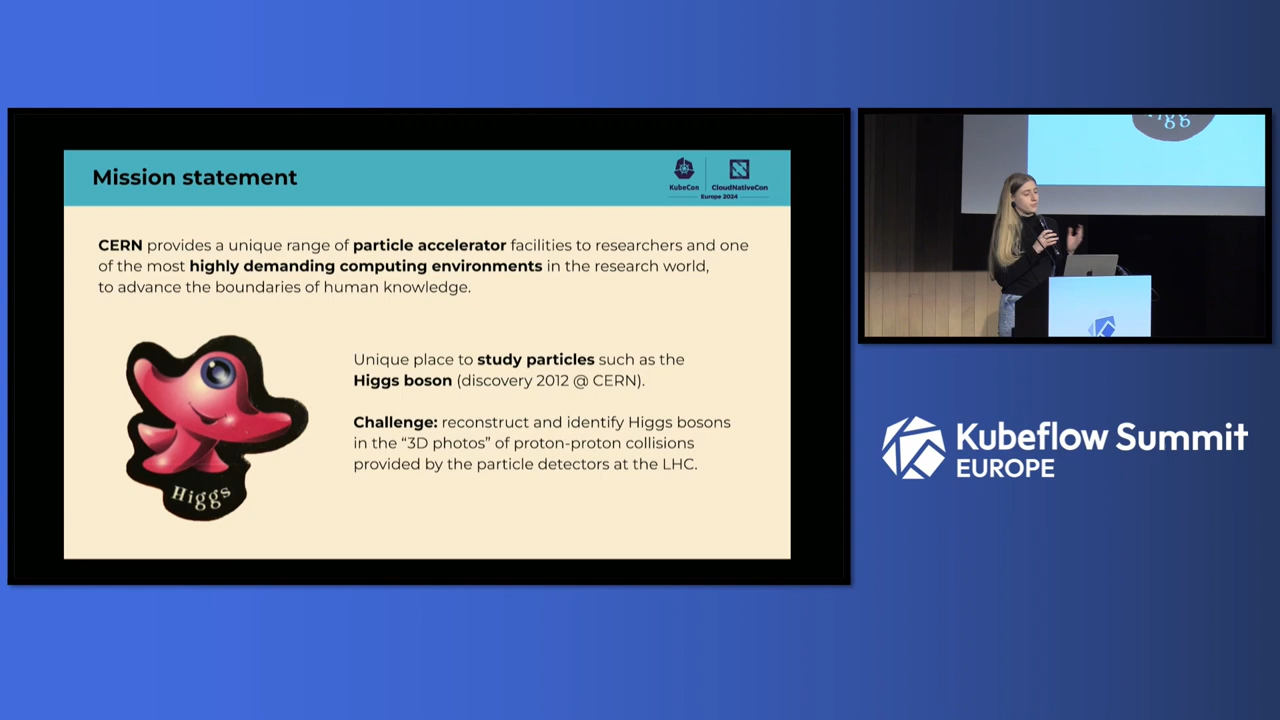 Mission statement
KubeCon
CloudNativeCon
Europe 2024
CERN provides a unique range of particle accelerator facilities to researchers and one
of the most highly demanding computing environments in the research world,
to advance the boundaries of human knowledge.
Unique place to study particles such as the
Higgs boson (discovery 2012 @ CERN).
Challenge: reconstruct and identify Higgs bosons
in the “3D photos” of proton-proton collisions
provided by the particle detectors at the LHC.
Higgs
Higgs
Kubeflow Summit
EUROPE